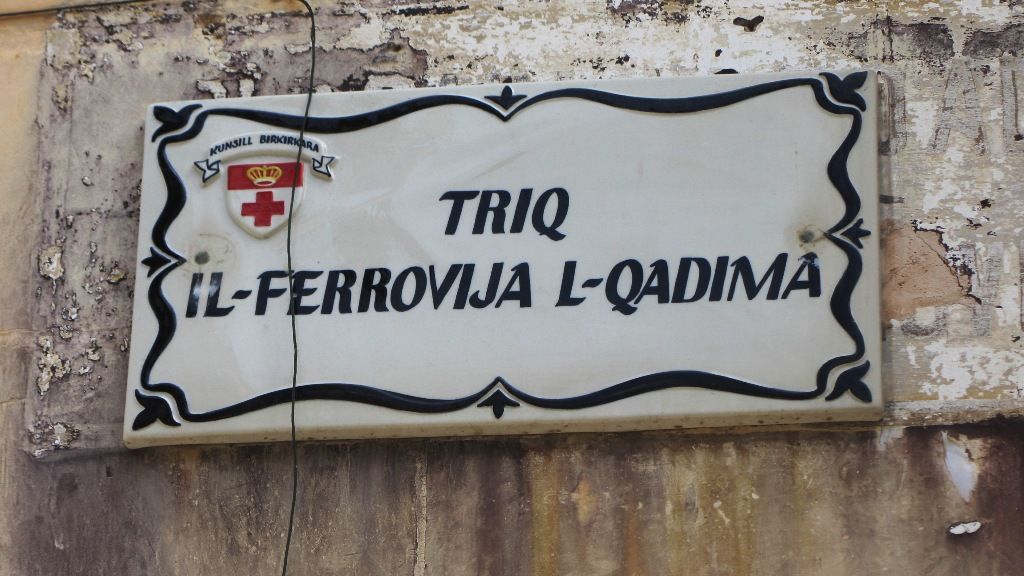 KUNSILL BIRKIRKARA
TRIQ
IL-FERROVIJA L-QADIMA